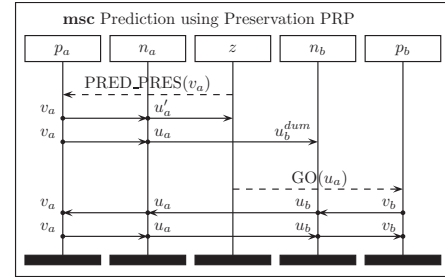 msc Prediction using Preservation PRP
p_a n_a z n_b p_b
PRED_PRES(v_a)
v_a u'_a
v_a u_a u_b^{dum}
GO(u_a)
v_a u_a u_b v_b
v_a u_a u_b v_b